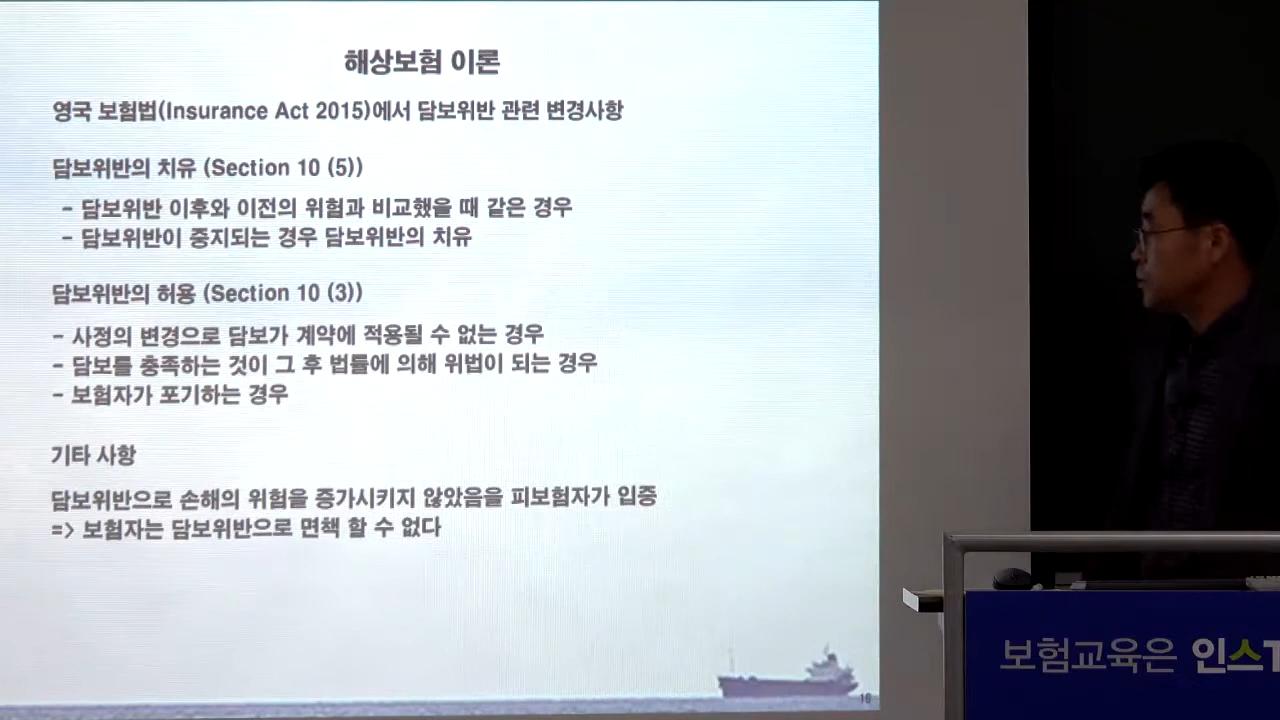 해상보험 이론
영국 보험법(Insurance Act 2015)에서 담보위반 관련 변경사항
담보위반의 치유 (Section 10 (5))
- 담보위반 이후와 이전의 위험과 비교했을 때 같은 경우
- 담보위반이 중지되는 경우 담보위반의 치유
담보위반의 허용 (Section 10 (3))
- 사정의 변경으로 담보가 계약에 적용될 수 없는 경우
- 담보를 충족하는 것이 그 후 법률에 의해 위법이 되는 경우
- 보험자가 포기하는 경우
기타 사항
담보위반으로 손해의 위험을 증가시키지 않았음을 피보험자가 입증
=> 보험자는 담보위반으로 면책 할 수 없다
16
보험교육은 인스